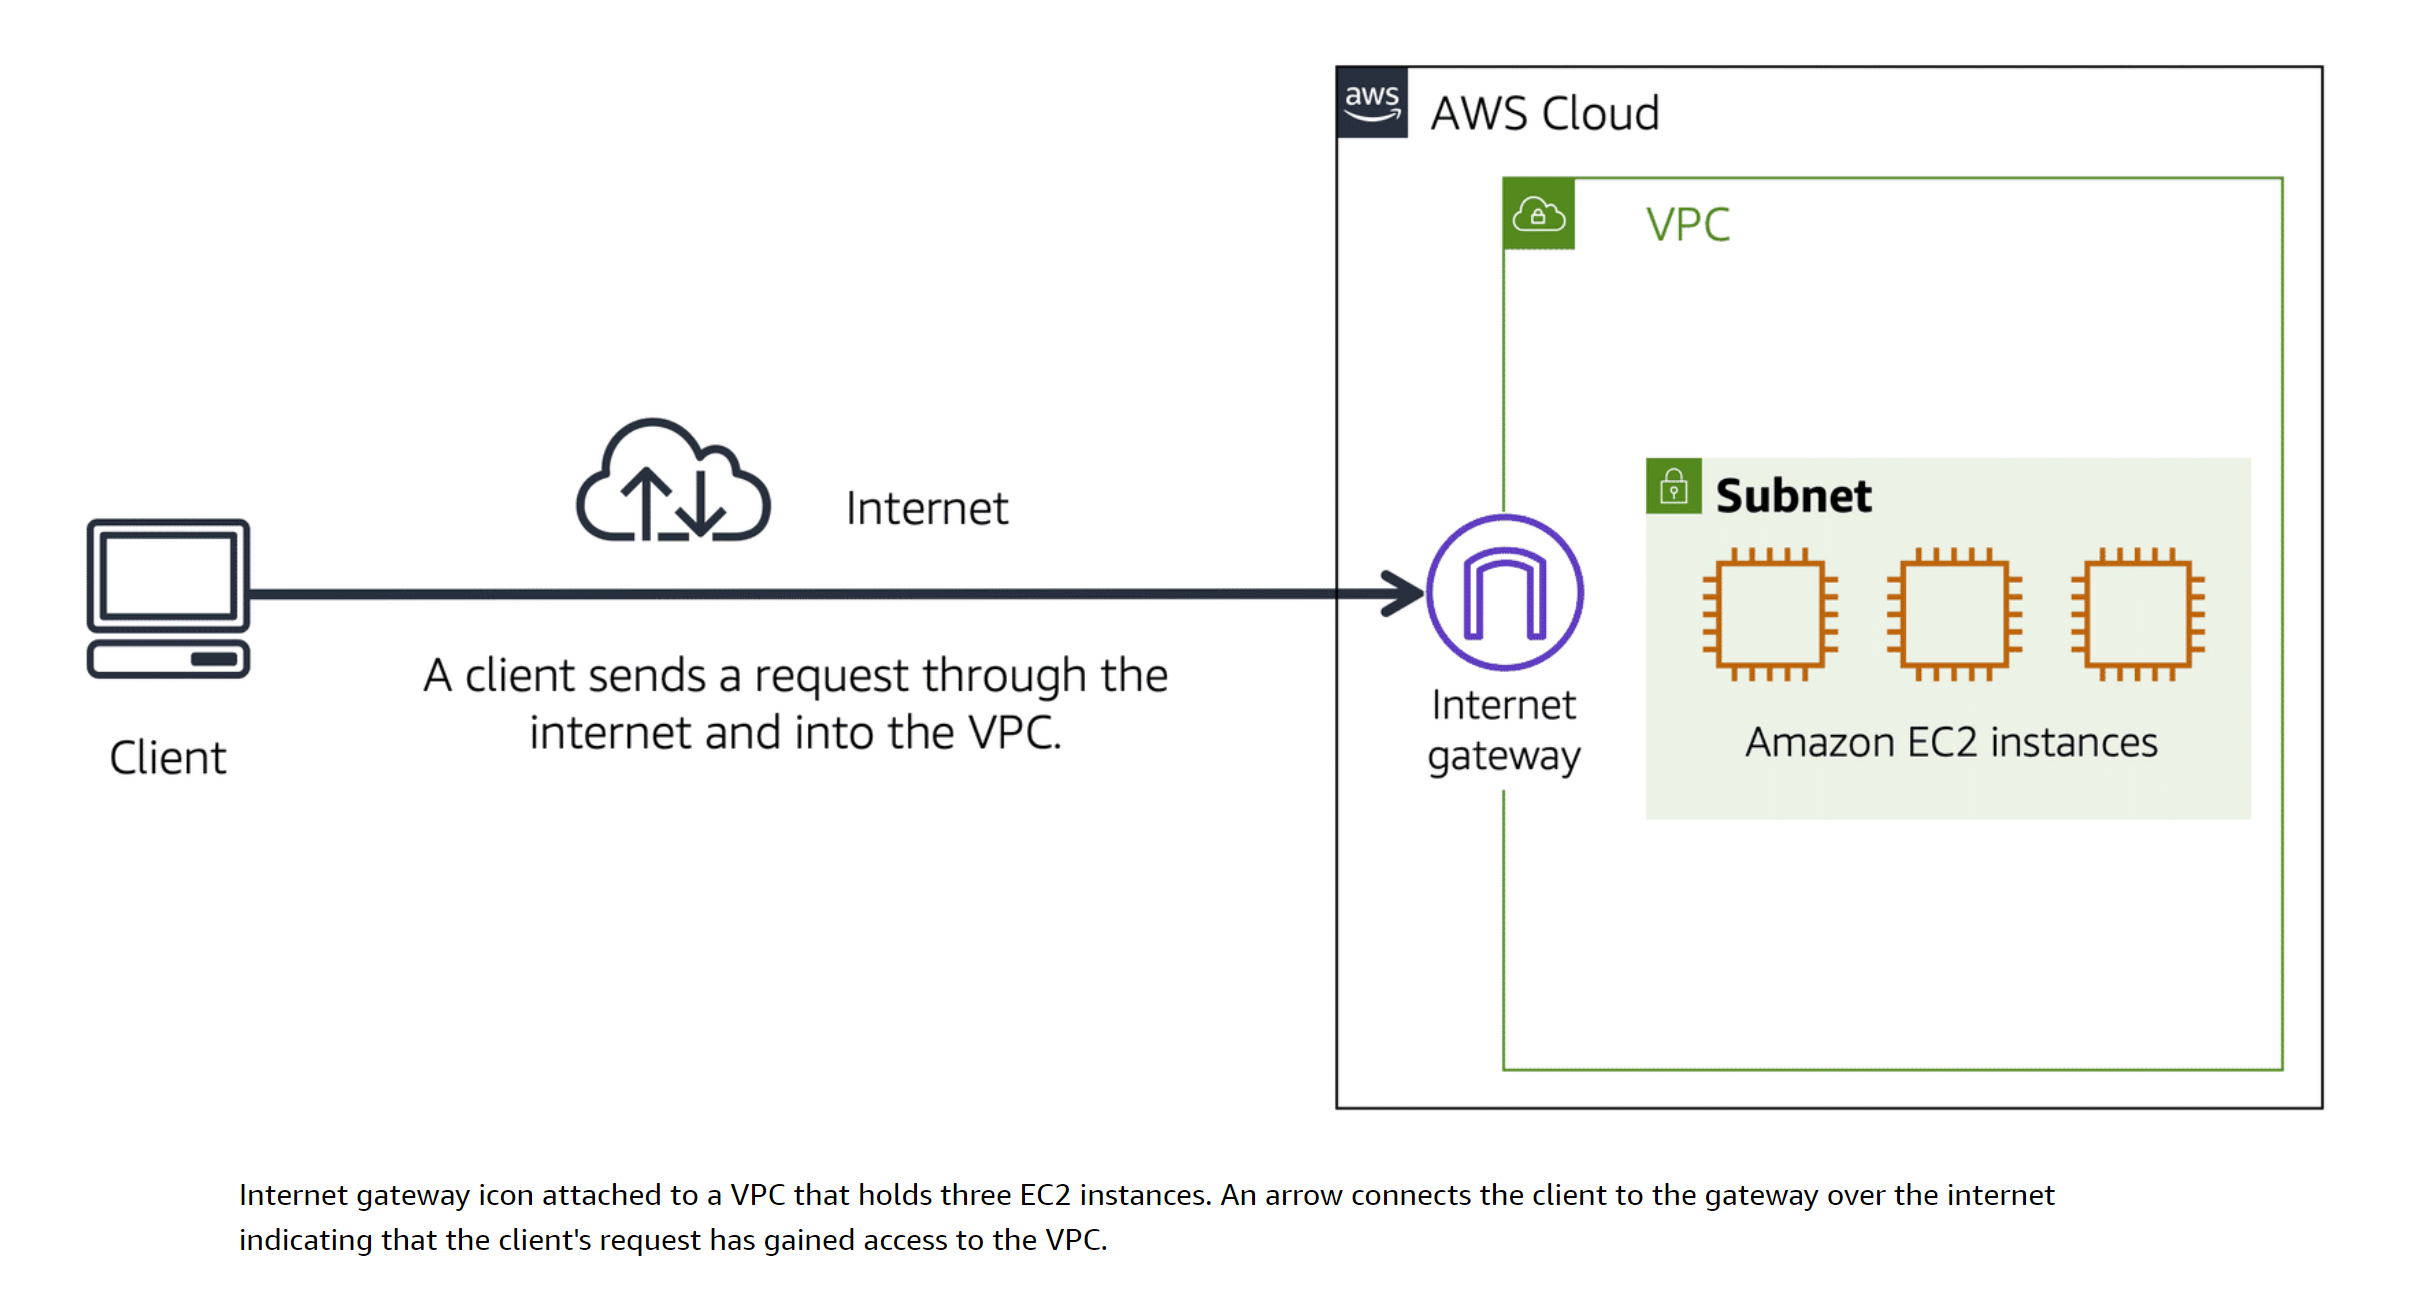 aws
AWS Cloud
VPC
Internet
Subnet
A client sends a request through the
internet and into the VPC.
Client
Internet
gateway
Amazon EC2 instances
Internet gateway icon attached to a VPC that holds three EC2 instances. An arrow connects the client to the gateway over the internet
indicating that the client's request has gained access to the VPC.